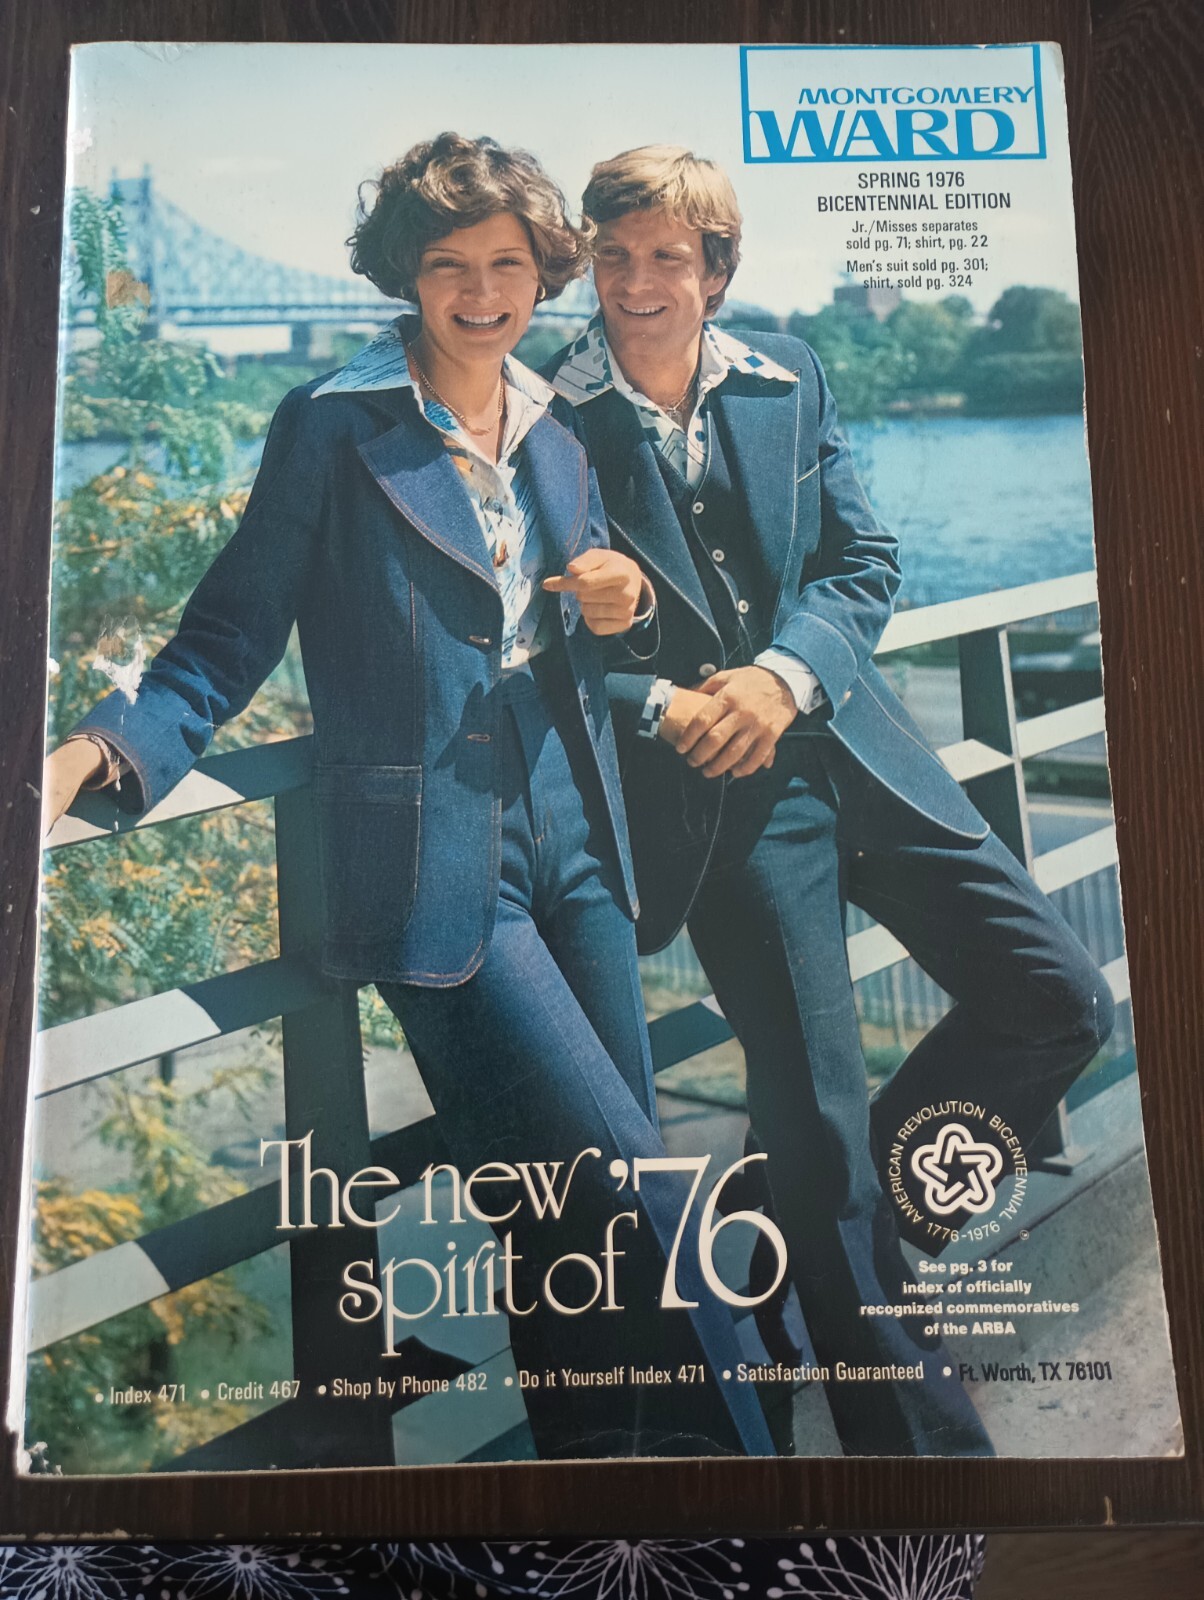 MONTGOMERY
WARD
SPRING 1976
BICENTENNIAL EDITION
Jr./Misses separates
sold pg. 71; shirt, pg. 22
Men's suit sold pg. 301;
shirt, sold pg. 324
The new '76
spirit of
AMERICAN REVOLUTION BICENTENNIAL
1776-1976
©
See pg. 3 for
index of officially
recognized commemoratives
of the ARBA
• Index 471 • Credit 467 • Shop by Phone 482 • Do it Yourself Index 471 • Satisfaction Guaranteed • Ft. Worth, TX 76101